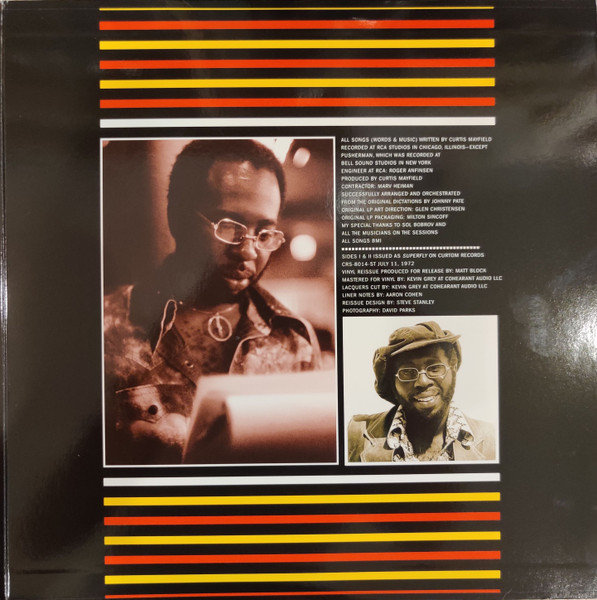 ALL SONGS (WORDS & MUSIC) WRITTEN BY CURTIS MAYFIELD
RECORDED AT RCA STUDIOS IN CHICAGO, ILLINOIS—EXCEPT
PUSHERMAN, WHICH WAS RECORDED AT
BELL SOUND STUDIOS IN NEW YORK
ENGINEER AT RCA: ROGER ANFINSEN
PRODUCED BY CURTIS MAYFIELD
CONTRACTOR: MARV HEIMAN
SUCCESSFULLY ARRANGED AND ORCHESTRATED
FROM THE ORIGINAL DICTATIONS BY JOHNNY PATE
ORIGINAL LP ART DIRECTION: GLEN CHRISTENSEN
ORIGINAL LP PACKAGING: MILTON SINCOFF
MY SPECIAL THANKS TO SOL BOBROV AND
ALL THE MUSICIANS ON THE SESSIONS
ALL SONGS BMI
SIDES I & II ISSUED AS SUPERFLY ON CURTOM RECORDS
CRS-8014-ST JULY 11, 1972
VINYL REISSUE PRODUCED FOR RELEASE BY: MATT BLOCK
MASTERED FOR VINYL BY: KEVIN GREY AT COHEARANT AUDIO LLC
LACQUERS CUT BY: KEVIN GREY AT COHEARANT AUDIO LLC
LINER NOTES BY: AARON COHEN
REISSUE DESIGN BY: STEVE STANLEY
PHOTOGRAPHY: DAVID PARKS